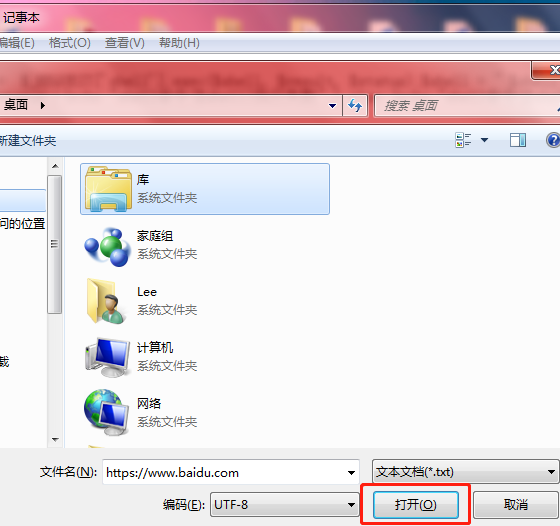 记事本
编辑(E) 格式(O) 查看(V) 帮助(H)
桌面
搜索 桌面
新建文件夹
库
系统文件夹
问的位置
家庭组
系统文件夹
Lee
系统文件夹
计算机
系统文件夹
载
网络
系统文件夹
文件名(N): https://www.baidu.com 文本文档(*.txt)
编码(E): UTF-8 打开(O) 取消